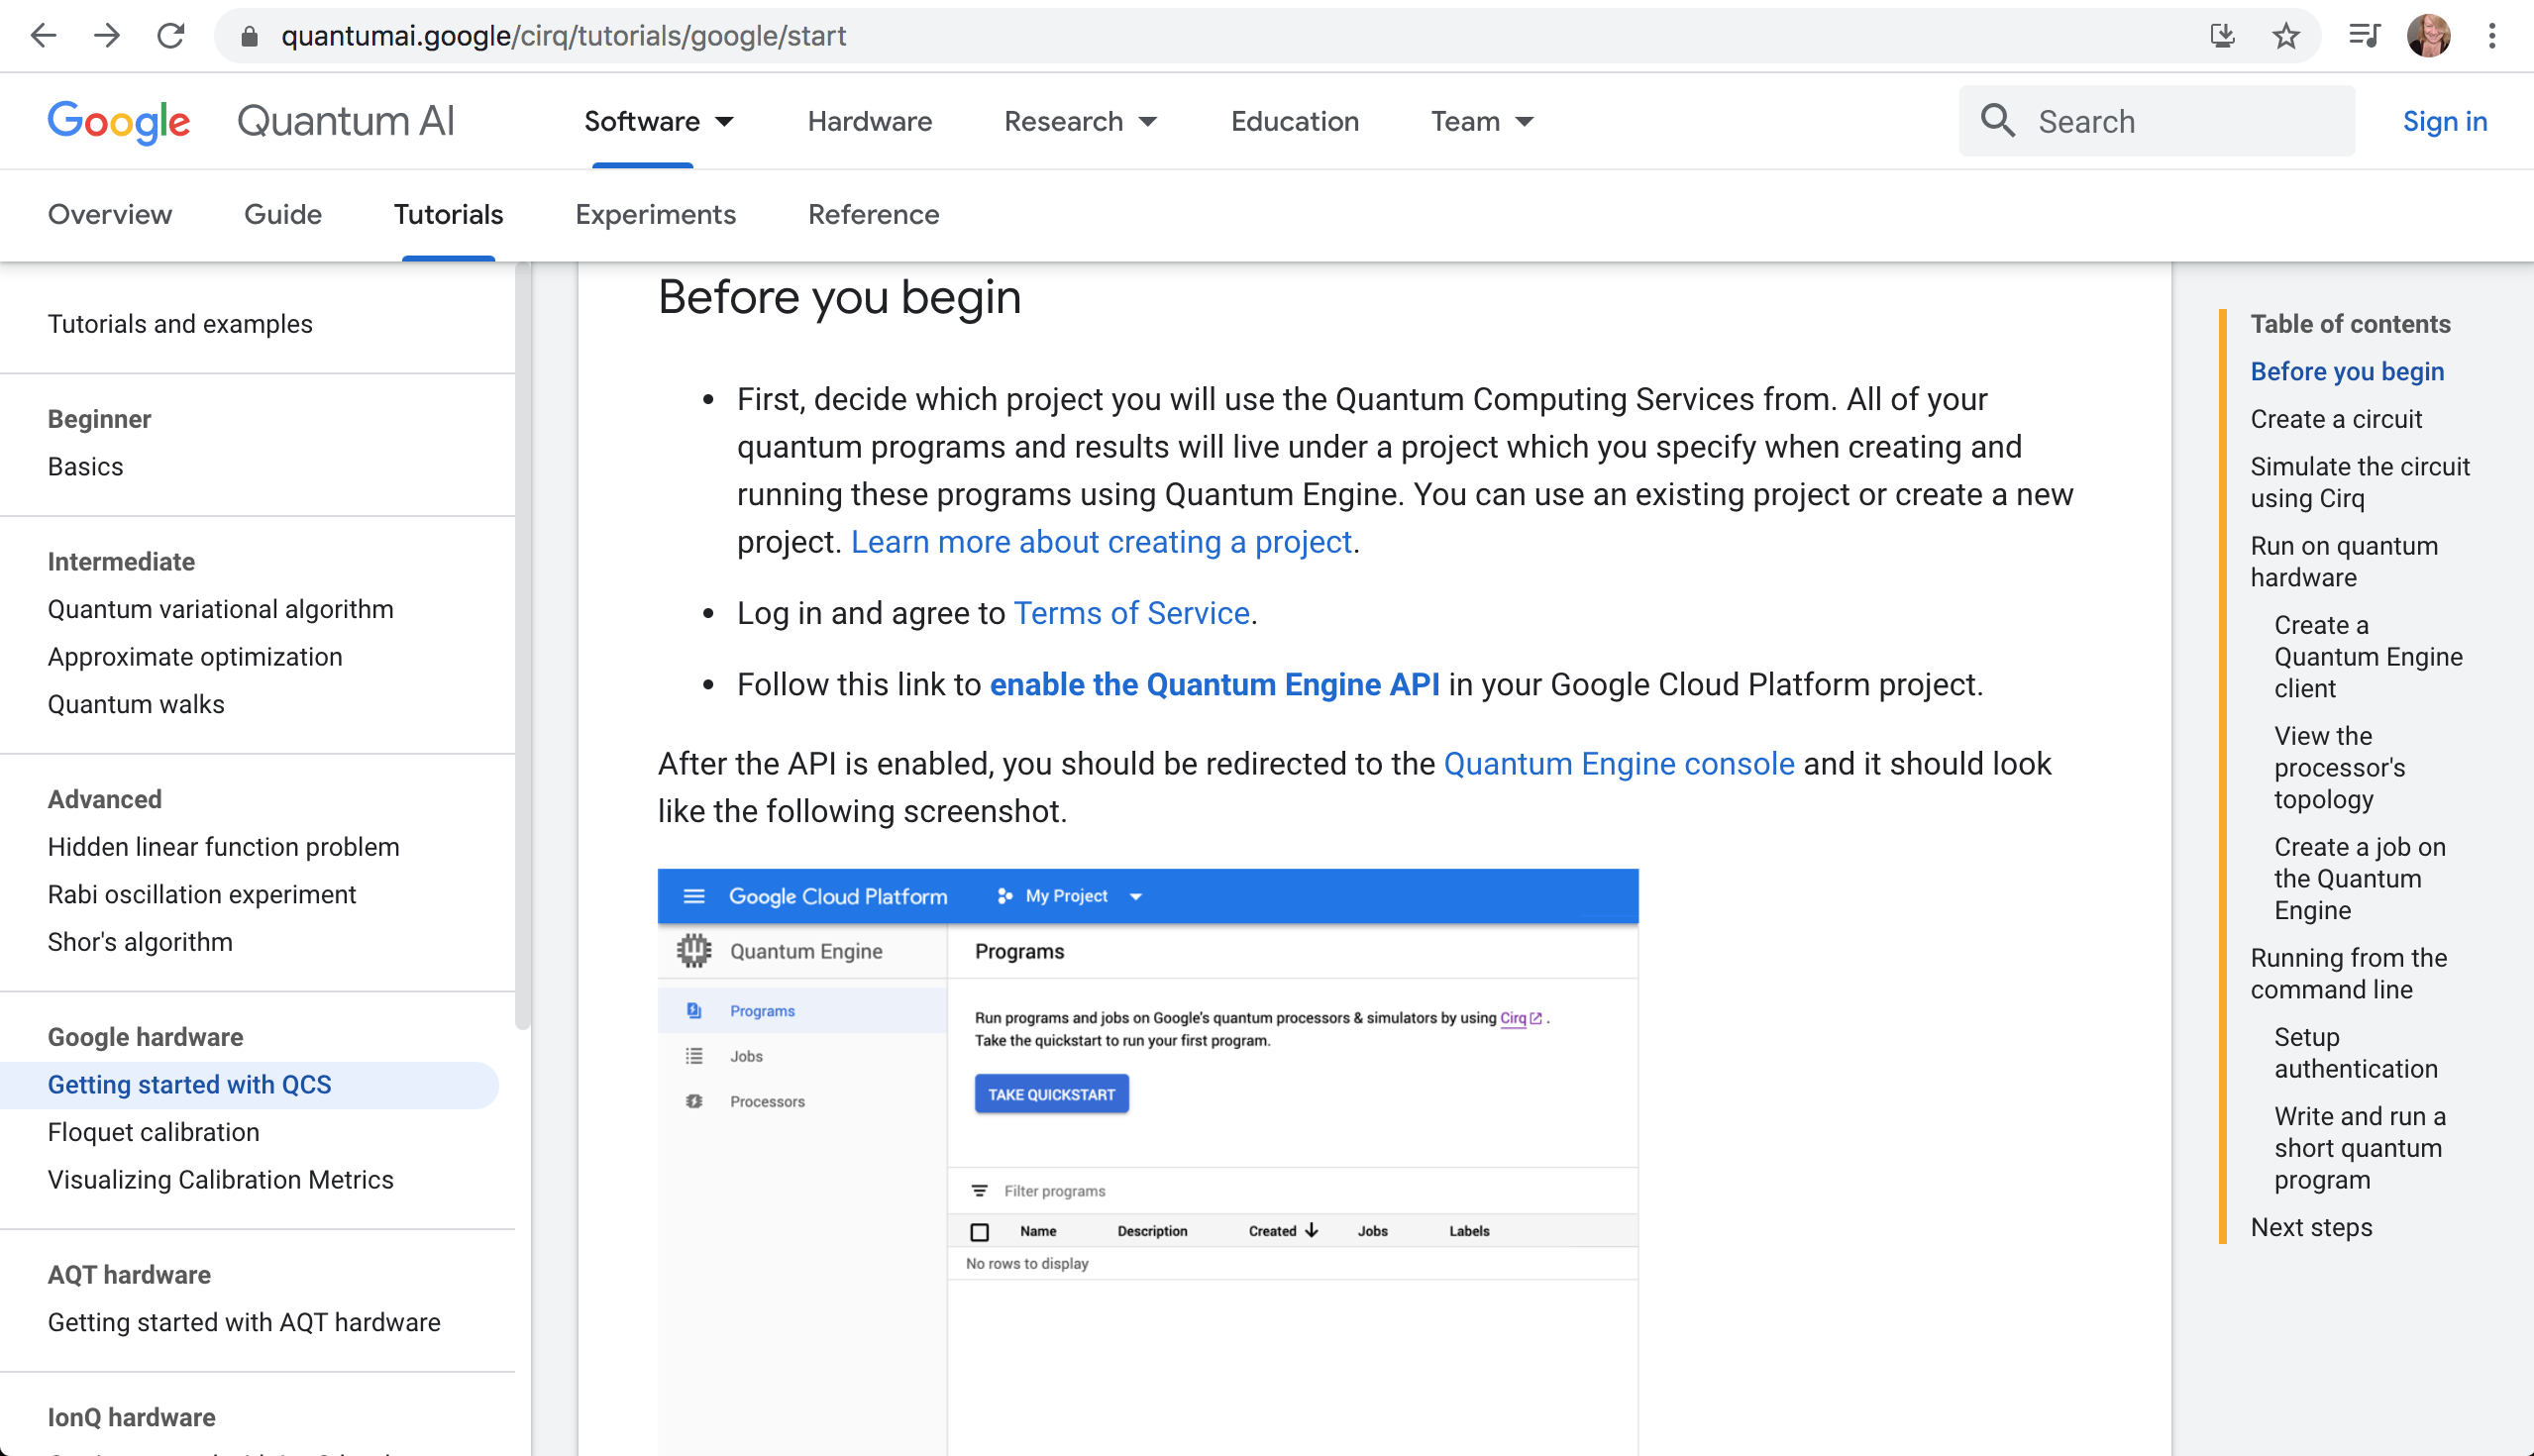 quantumai.google/cirq/tutorials/google/start
Google Quantum AI
Software
Hardware
Research
Education
Team
Search
Sign in
Overview
Guide
Tutorials
Experiments
Reference
Tutorials and examples
Beginner
Basics
Intermediate
Quantum variational algorithm
Approximate optimization
Quantum walks
Advanced
Hidden linear function problem
Rabi oscillation experiment
Shor's algorithm
Google hardware
Getting started with QCS
Floquet calibration
Visualizing Calibration Metrics
AQT hardware
Getting started with AQT hardware
IonQ hardware
Before you begin
• First, decide which project you will use the Quantum Computing Services from. All of your
quantum programs and results will live under a project which you specify when creating and
running these programs using Quantum Engine. You can use an existing project or create a new
project. Learn more about creating a project.
• Log in and agree to Terms of Service.
• Follow this link to enable the Quantum Engine API in your Google Cloud Platform project.
After the API is enabled, you should be redirected to the Quantum Engine console and it should look
like the following screenshot.
Google Cloud Platform
My Project
Quantum Engine
Programs
Jobs
Processors
Programs
Run programs and jobs on Google's quantum processors & simulators by using Cirq .
Take the quickstart to run your first program.
TAKE QUICKSTART
Filter programs
Name Description Created Jobs Labels
No rows to display
Table of contents
Before you begin
Create a circuit
Simulate the circuit
using Cirq
Run on quantum
hardware
Create a
Quantum Engine
client
View the
processor's
topology
Create a job on
the Quantum
Engine
Running from the
command line
Setup
authentication
Write and run a
short quantum
program
Next steps